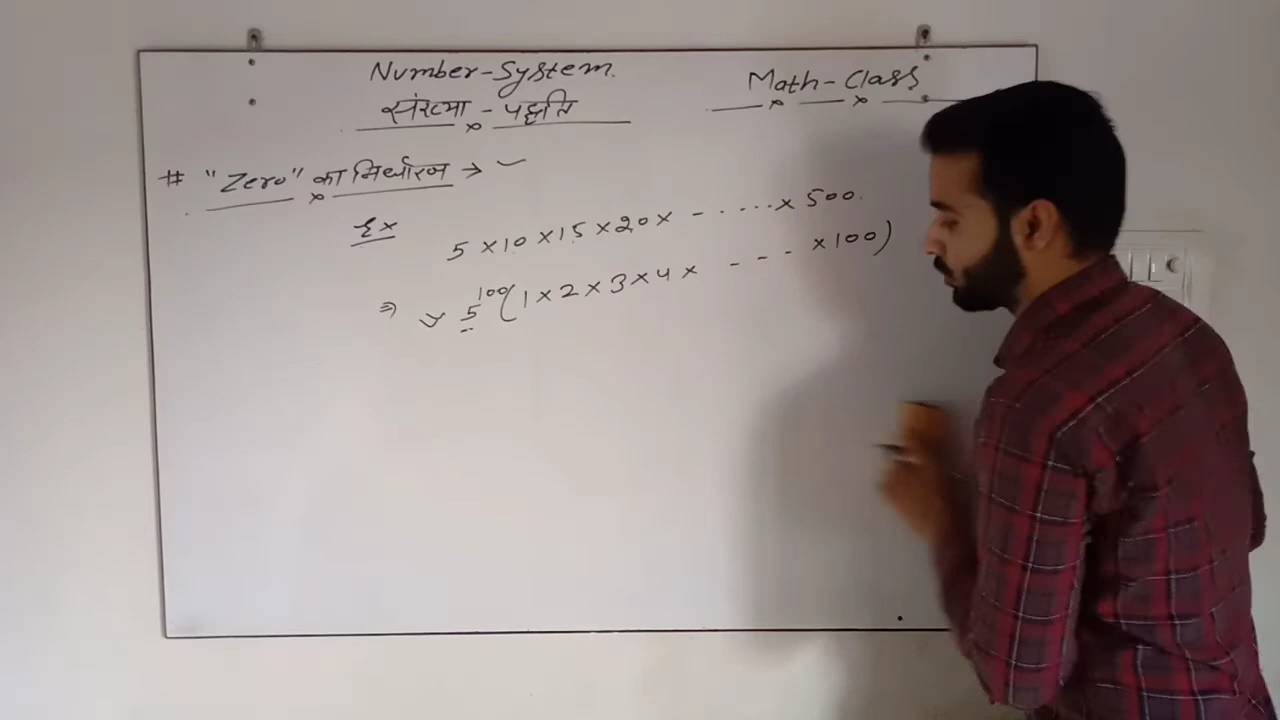 Number-System.
Math-Class
संख्या - पद्धति
# "Zero" का निर्धारण →
Ex 5 × 10 × 15 × 20 × - - .... × 500.
⇒ 5¹⁰⁰ (1 × 2 × 3 × 4 × - - - × 100)